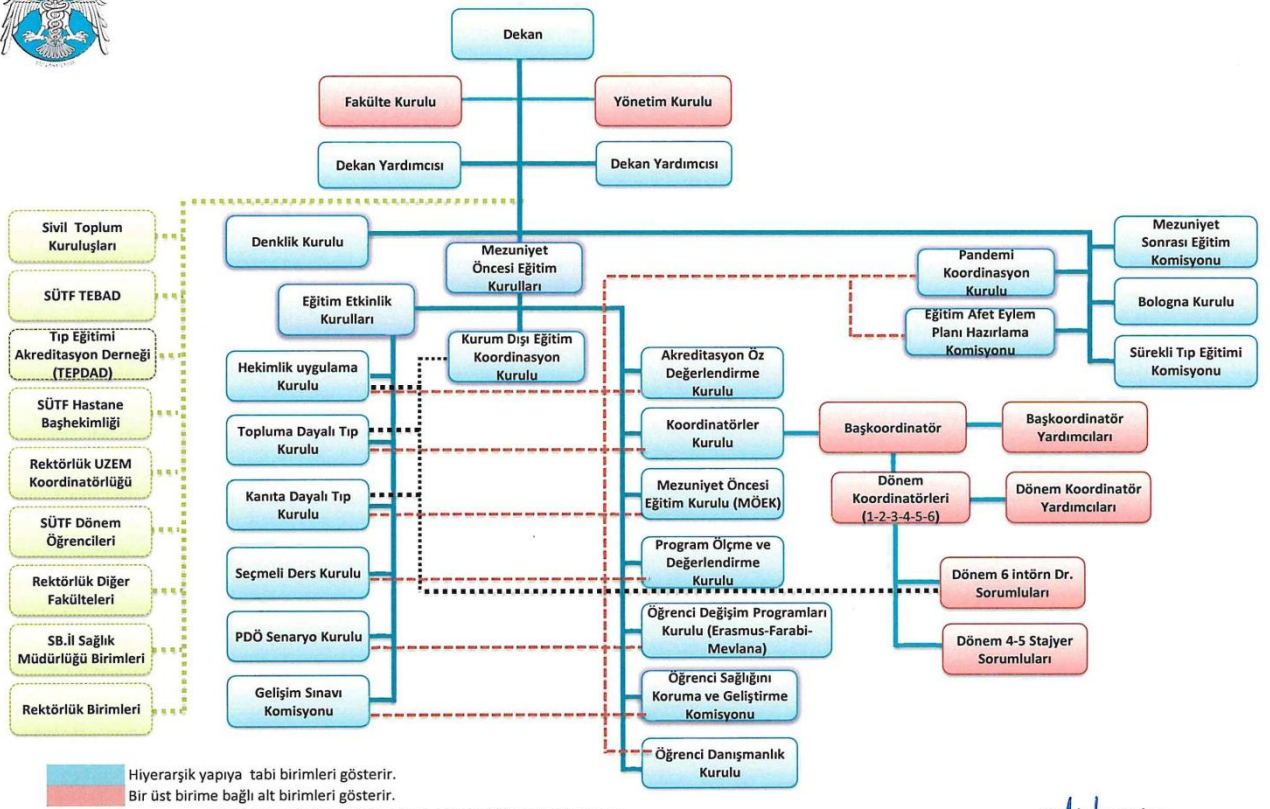 Dekan
Fakülte Kurulu
Yönetim Kurulu
Dekan Yardımcısı
Dekan Yardımcısı
Sivil Toplum
Kuruluşları
SÜTF TEBAD
Tıp Eğitimi
Akreditasyon Derneği
(TEPDAD)
SÜTF Hastane
Başhekimliği
Rektörlük UZEM
Koordinatörlüğü
SÜTF Dönem
Öğrencileri
Rektörlük Diğer
Fakülteleri
SB.İl Sağlık
Müdürlüğü Birimleri
Rektörlük Birimleri
Denklik Kurulu
Mezuniyet
Öncesi Eğitim
Kurulları
Eğitim Etkinlik
Kurulları
Kurum Dışı Eğitim
Koordinasyon
Kurulu
Hekimlik uygulama
Kurulu
Topluma Dayalı Tıp
Kurulu
Kanıta Dayalı Tıp
Kurulu
Seçmeli Ders Kurulu
PDÖ Senaryo Kurulu
Gelişim Sınavı
Komisyonu
Akreditasyon Öz
Değerlendirme
Kurulu
Koordinatörler
Kurulu
Mezuniyet Öncesi
Eğitim Kurulu (MÖEK)
Program Ölçme ve
Değerlendirme
Kurulu
Öğrenci Değişim Programları
Kurulu (Erasmus-Farabi-
Mevlana)
Öğrenci Sağlığını
Koruma ve Geliştirme
Komisyonu
Öğrenci Danışmanlık
Kurulu
Pandemi
Koordinasyon
Kurulu
Eğitim Afet Eylem
Planı Hazırlama
Komisyonu
Mezuniyet
Sonrası Eğitim
Komisyonu
Bologna Kurulu
Sürekli Tıp Eğitimi
Komisyonu
Başkoordinatör
Başkoordinatör
Yardımcıları
Dönem
Koordinatörleri
(1-2-3-4-5-6)
Dönem Koordinatör
Yardımcıları
Dönem 6 intörn Dr.
Sorumluları
Dönem 4-5 Stajyer
Sorumluları
Hiyerarşik yapıya tabi birimleri gösterir.
Bir üst birime bağlı alt birimleri gösterir.